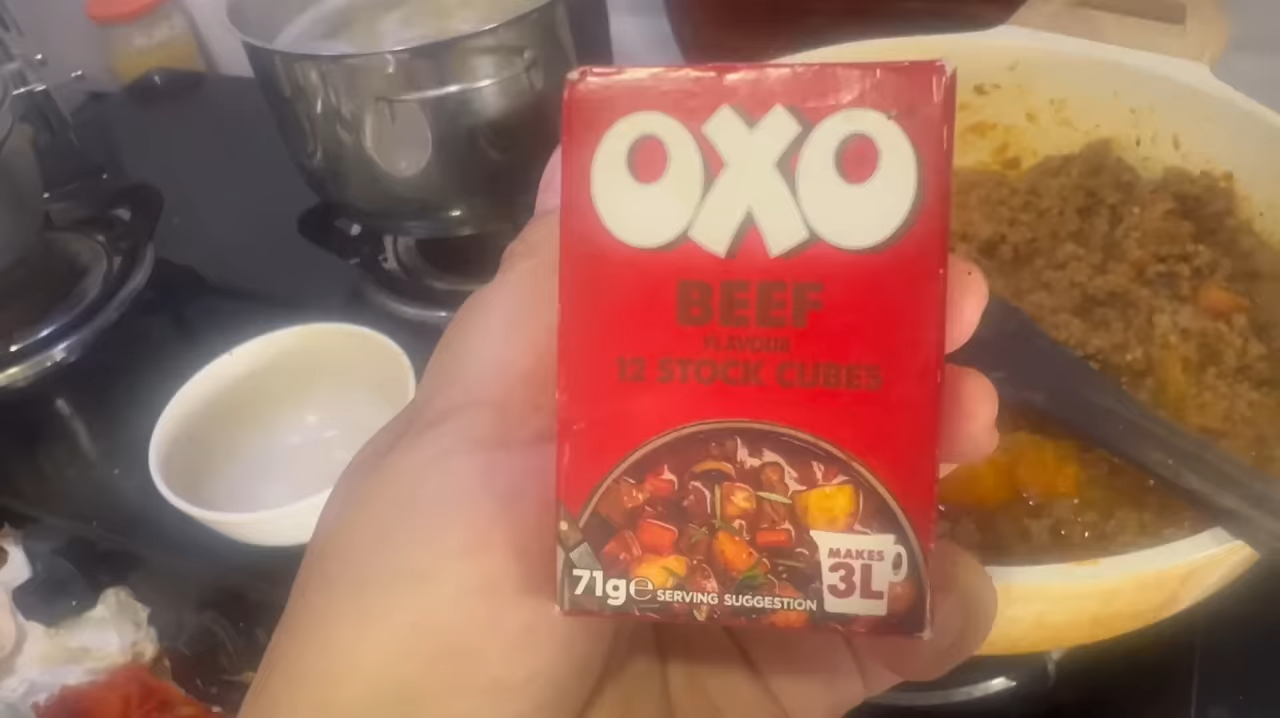 OXO
BEEF
FLAVOUR
12 STOCK CUBES
MAKES
3L
71g℮ SERVING SUGGESTION